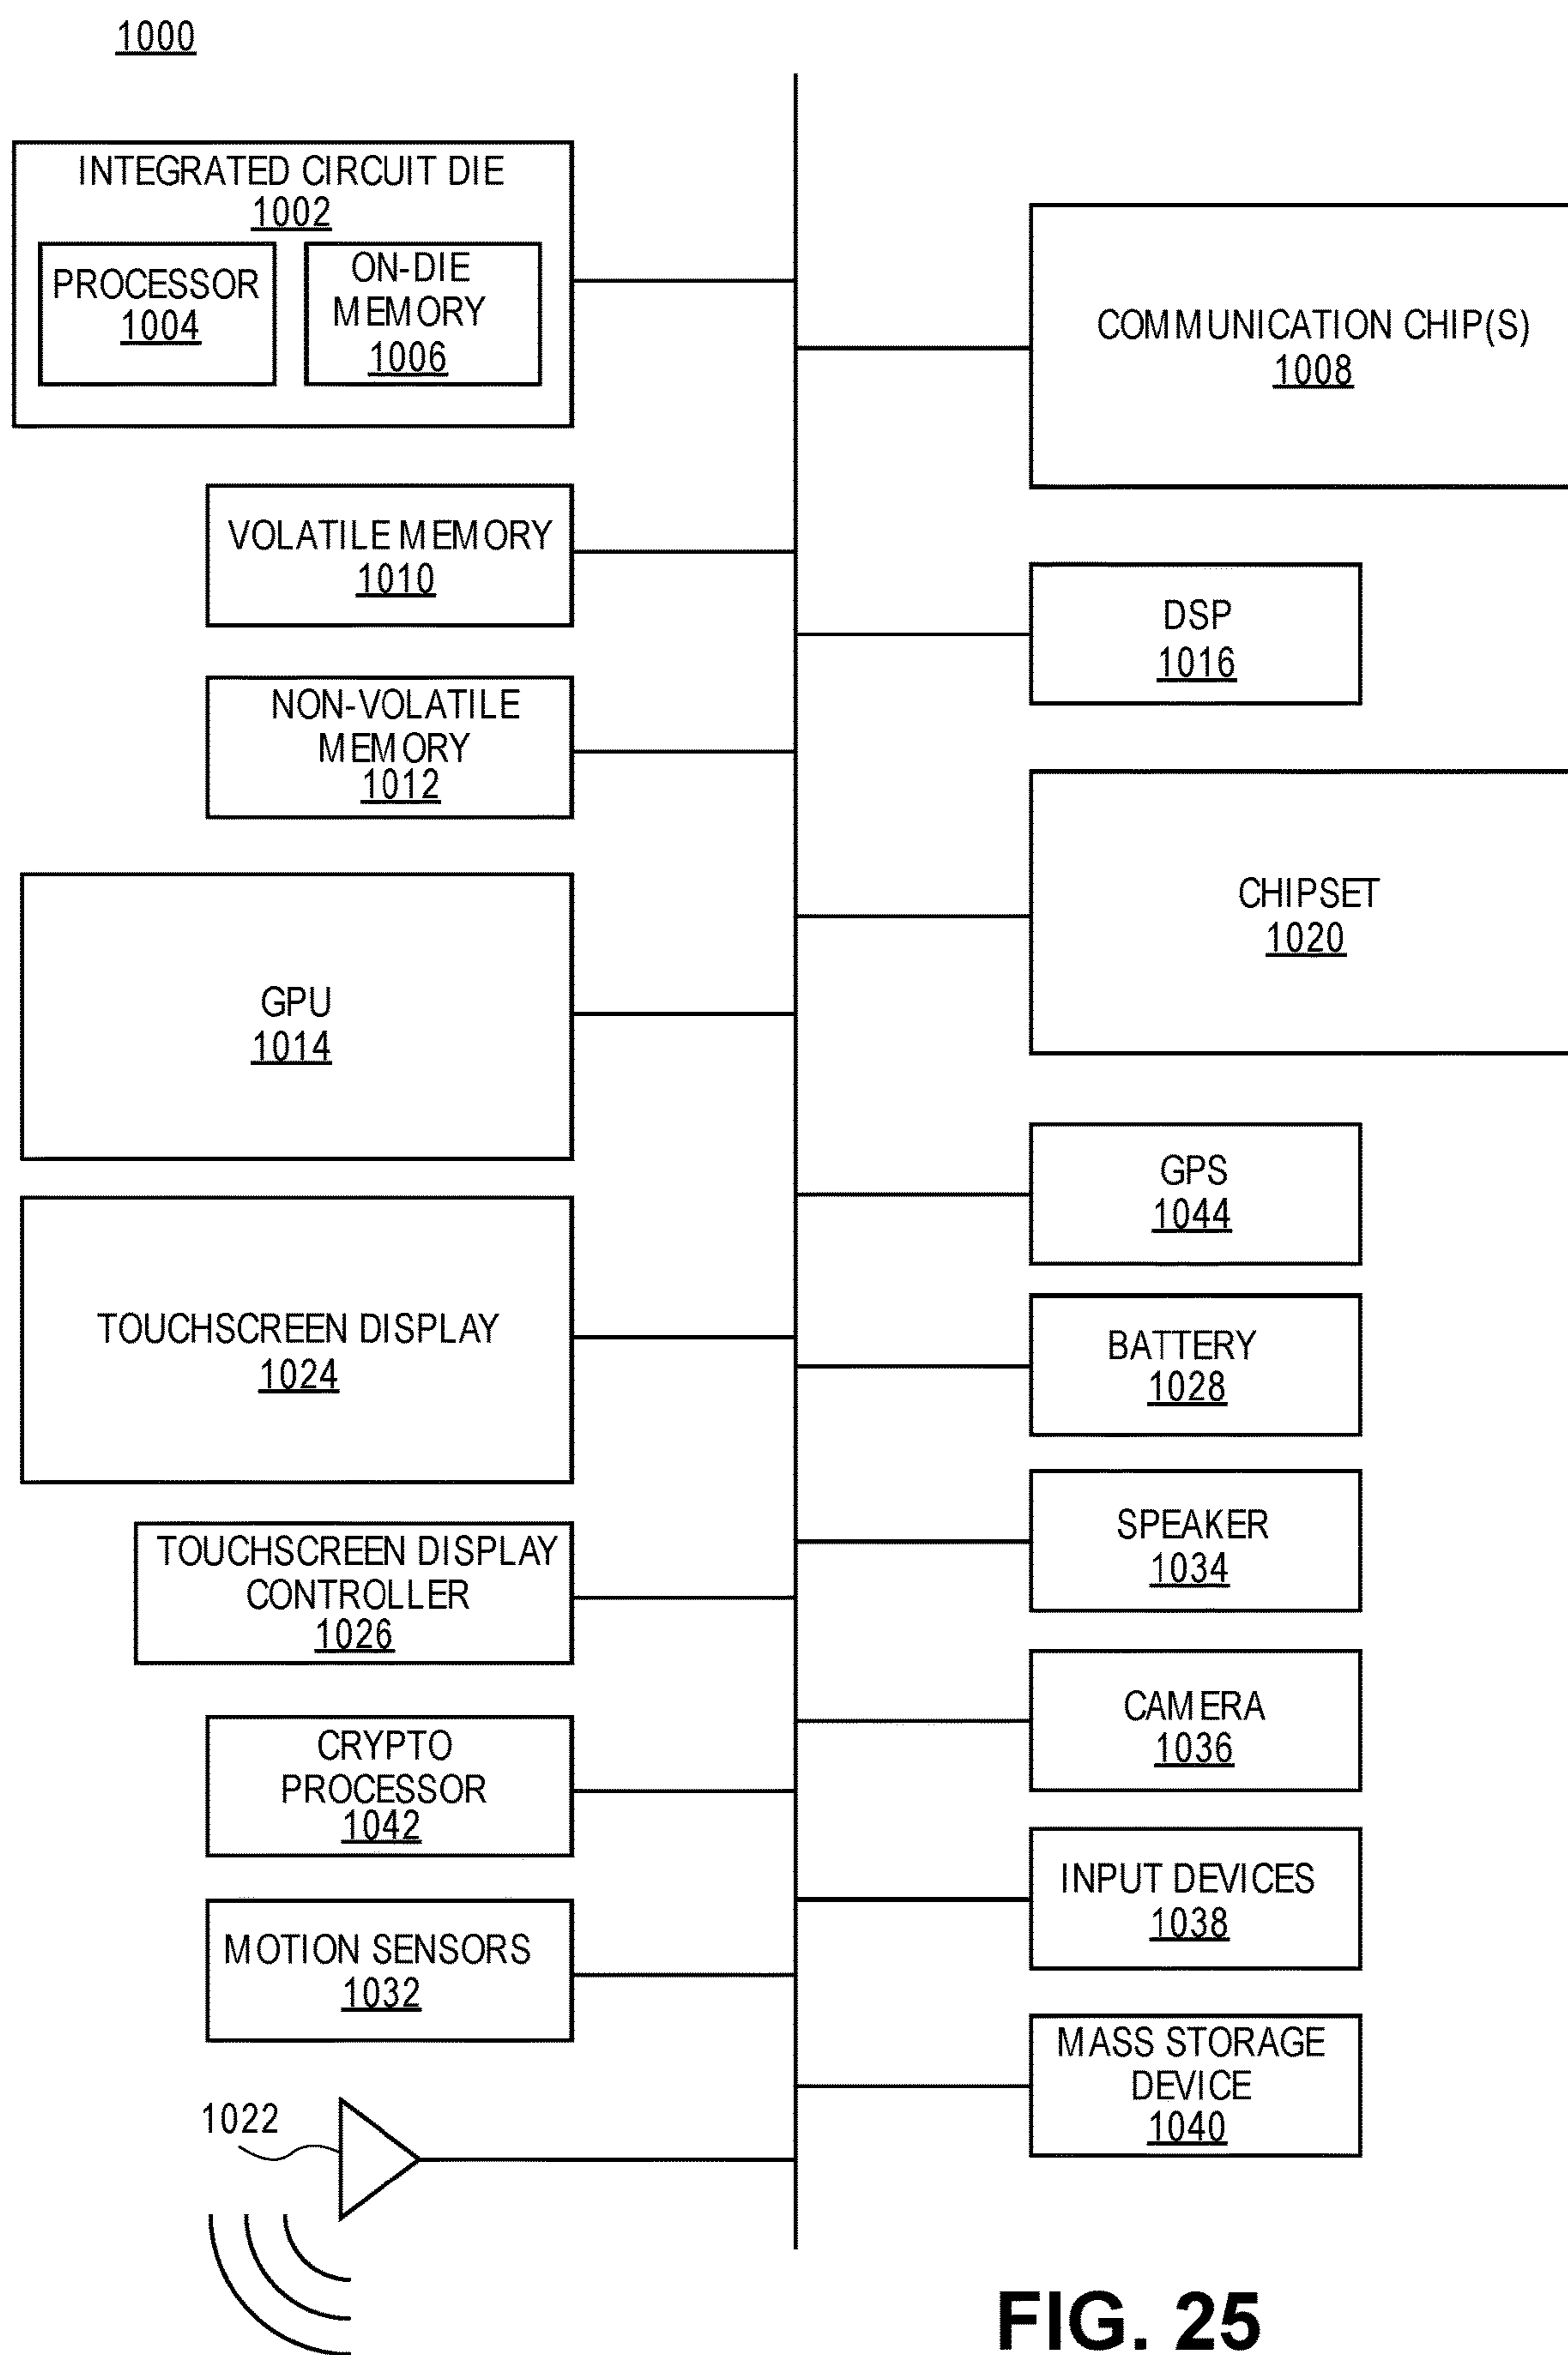 1000
INTEGRATED CIRCUIT DIE
1002
PROCESSOR
1004
ON-DIE
MEMORY
1006
VOLATILE MEMORY
1010
NON-VOLATILE
MEMORY
1012
GPU
1014
TOUCHSCREEN DISPLAY
1024
TOUCHSCREEN DISPLAY
CONTROLLER
1026
CRYPTO
PROCESSOR
1042
MOTION SENSORS
1032
1022
COMMUNICATION CHIP(S)
1008
DSP
1016
CHIPSET
1020
GPS
1044
BATTERY
1028
SPEAKER
1034
CAMERA
1036
INPUT DEVICES
1038
MASS STORAGE
DEVICE
1040
FIG. 25